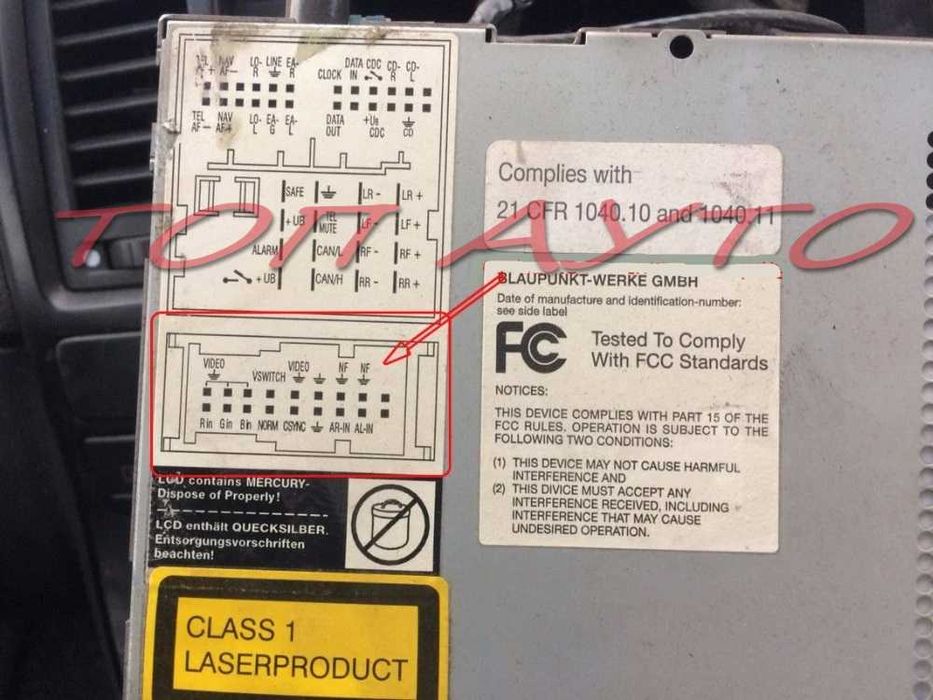 TEL NAV LO- LINE EA-
+ AF- R R
DATA CDC CD- CD-
CLOCK IN R L
TEL NAV LO- EA- EA-
AF- AF+ L G L
DATA +UB
OUT CDC CD
SAFE LR - LR +
+ UB TEL MUTE LF - LF +
ALARM CAN/L RF - RF +
+ UB CAN/H RR - RR +
ТОП АУТО
VIDEO VSWITCH VIDEO NF NF
R in G in B in NORM CSYNC AR-IN AL-IN
LCD contains MERCURY-
Dispose of Properly!
LCD enthält QUECKSILBER.
Entsorgungsvorschriften
beachten!
CLASS 1
LASERPRODUCT
Complies with
21 CFR 1040.10 and 1040.11
BLAUPUNKT-WERKE GMBH
Date of manufacture and identification-number:
see side label
FC Tested To Comply
With FCC Standards
NOTICES:
THIS DEVICE COMPLIES WITH PART 15 OF THE
FCC RULES. OPERATION IS SUBJECT TO THE
FOLLOWING TWO CONDITIONS:
(1) THIS DEVICE MAY NOT CAUSE HARMFUL
INTERFERENCE AND
(2) THIS DIVICE MUST ACCEPT ANY
INTERFERENCE RECEIVED, INCLUDING
INTERFERENCE THAT MAY CAUSE
UNDESIRED OPERATION.